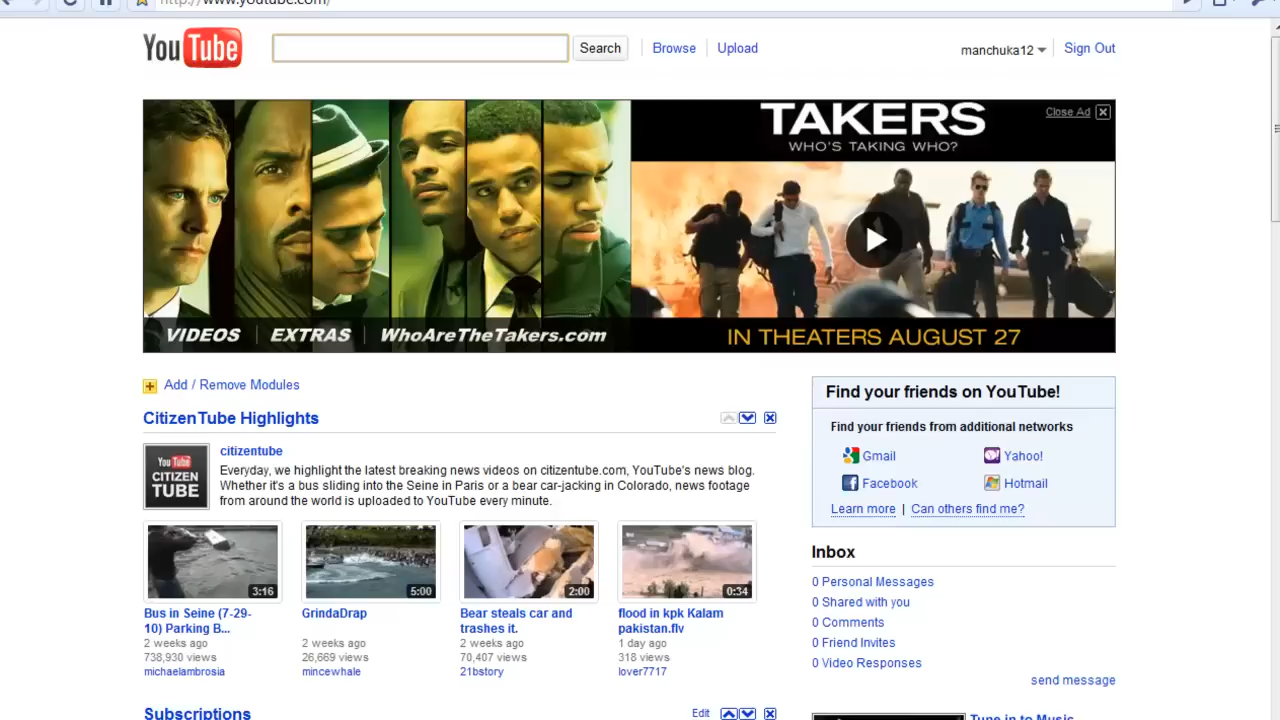 http://www.youtube.com/
YouTube
Search
Browse
Upload
manchuka12
Sign Out
TAKERS
WHO'S TAKING WHO?
Close Ad
VIDEOS
EXTRAS
WhoAreTheTakers.com
IN THEATERS AUGUST 27
Add / Remove Modules
CitizenTube Highlights
YouTube
CITIZEN
TUBE
citizentube
Everyday, we highlight the latest breaking news videos on citizentube.com, YouTube's news blog.
Whether it's a bus sliding into the Seine in Paris or a bear car-jacking in Colorado, news footage
from around the world is uploaded to YouTube every minute.
3:16
5:00
2:00
0:34
Bus in Seine (7-29-
10) Parking B...
2 weeks ago
738,930 views
michaelambrosia
GrindaDrap
2 weeks ago
26,669 views
mincewhale
Bear steals car and
trashes it.
2 weeks ago
70,407 views
21bstory
flood in kpk Kalam
pakistan.flv
1 day ago
318 views
lover7717
Subscriptions
Edit
Find your friends on YouTube!
Find your friends from additional networks
Gmail
Yahoo!
Facebook
Hotmail
Learn more | Can others find me?
Inbox
0 Personal Messages
0 Shared with you
0 Comments
0 Friend Invites
0 Video Responses
send message
Tune in to Music